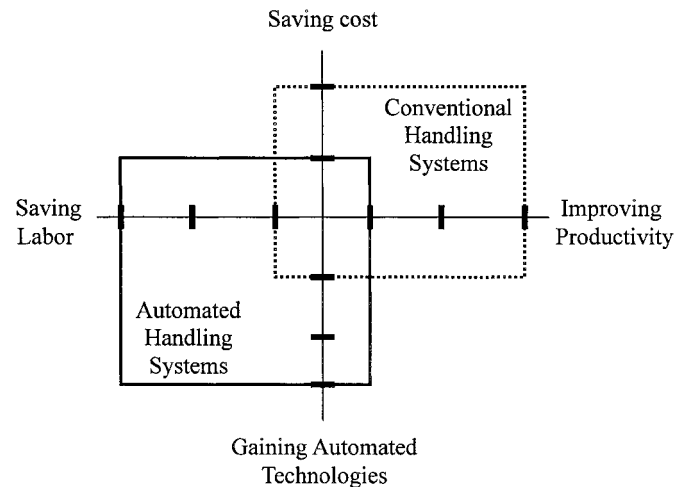 Saving cost
Conventional
Handling
Systems
Saving
Labor
Improving
Productivity
Automated
Handling
Systems
Gaining Automated
Technologies